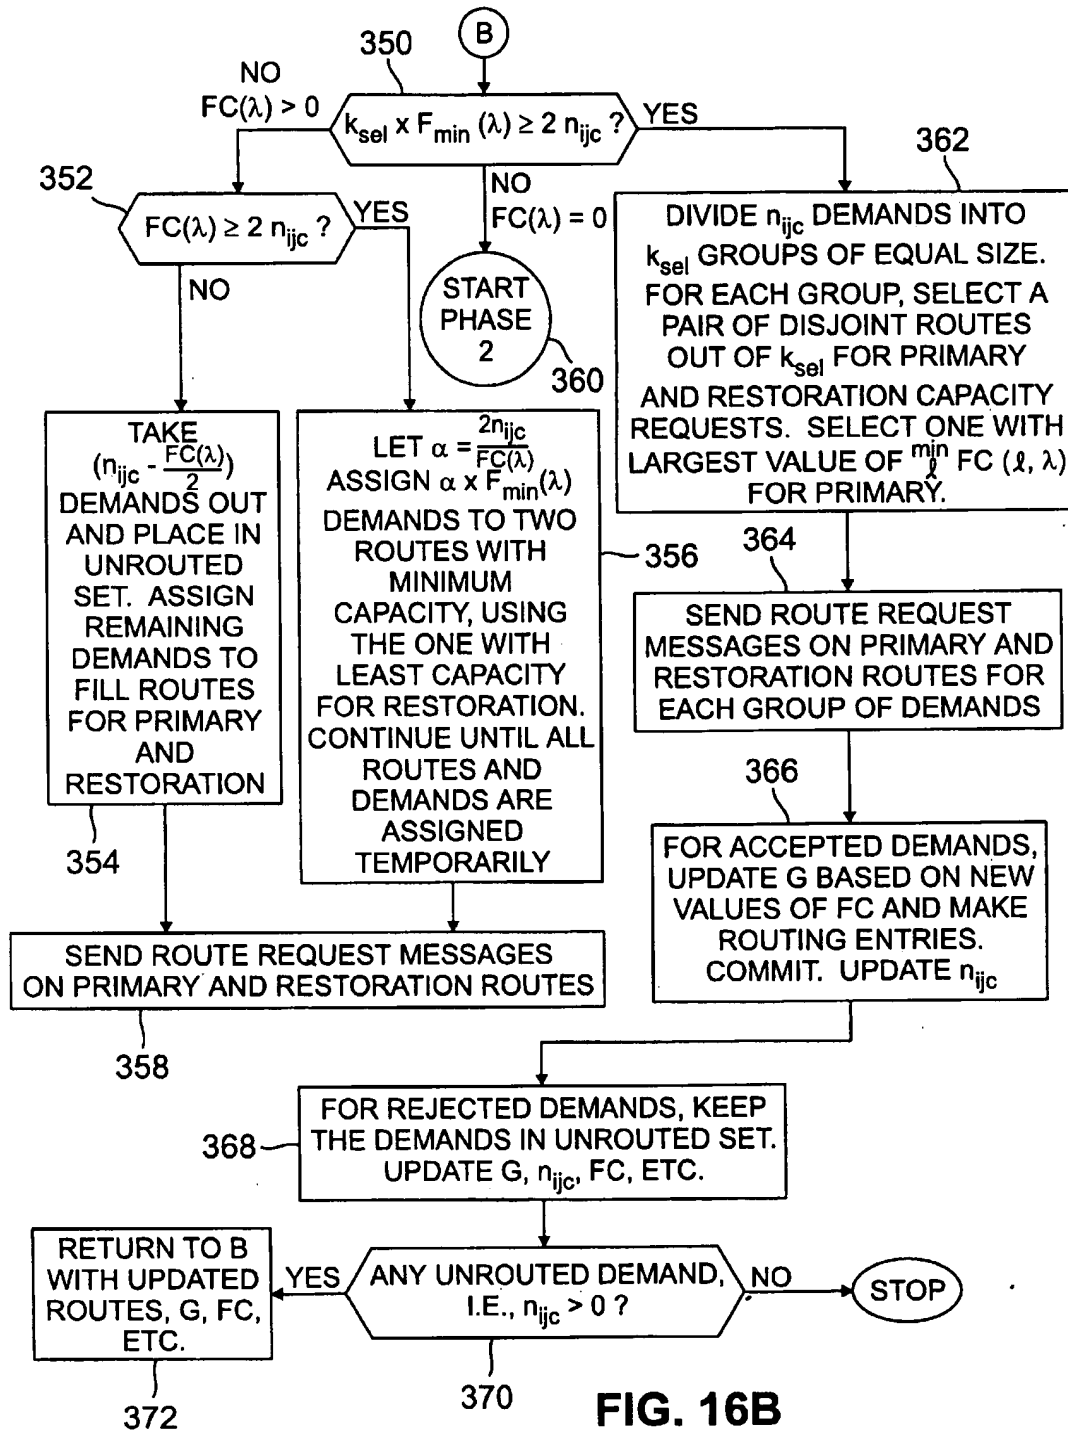 B
350
NO
FC(λ) > 0
k_sel x F_min (λ) ≥ 2 n_ijc ?
YES
362
352
FC(λ) ≥ 2 n_ijc ?
YES
NO
NO
FC(λ) = 0
START
PHASE
2
360
DIVIDE n_ijc DEMANDS INTO
k_sel GROUPS OF EQUAL SIZE.
FOR EACH GROUP, SELECT A
PAIR OF DISJOINT ROUTES
OUT OF k_sel FOR PRIMARY
AND RESTORATION CAPACITY
REQUESTS. SELECT ONE WITH
LARGEST VALUE OF min ℓ FC (ℓ, λ)
FOR PRIMARY.
TAKE
(n_ijc - FC(λ)/2)
DEMANDS OUT
AND PLACE IN
UNROUTED
SET. ASSIGN
REMAINING
DEMANDS TO
FILL ROUTES
FOR PRIMARY
AND
RESTORATION
354
LET α = 2n_ijc/FC(λ)
ASSIGN α x F_min(λ)
DEMANDS TO TWO
ROUTES WITH
MINIMUM
CAPACITY, USING
THE ONE WITH
LEAST CAPACITY
FOR RESTORATION.
CONTINUE UNTIL ALL
ROUTES AND
DEMANDS ARE
ASSIGNED
TEMPORARILY
356
364
SEND ROUTE REQUEST
MESSAGES ON PRIMARY AND
RESTORATION ROUTES FOR
EACH GROUP OF DEMANDS
366
FOR ACCEPTED DEMANDS,
UPDATE G BASED ON NEW
VALUES OF FC AND MAKE
ROUTING ENTRIES.
COMMIT. UPDATE n_ijc
SEND ROUTE REQUEST MESSAGES
ON PRIMARY AND RESTORATION ROUTES
358
368
FOR REJECTED DEMANDS, KEEP
THE DEMANDS IN UNROUTED SET.
UPDATE G, n_ijc, FC, ETC.
RETURN TO B
WITH UPDATED
ROUTES, G, FC,
ETC.
372
YES
ANY UNROUTED DEMAND,
I.E., n_ijc > 0 ?
370
NO
STOP
FIG. 16B